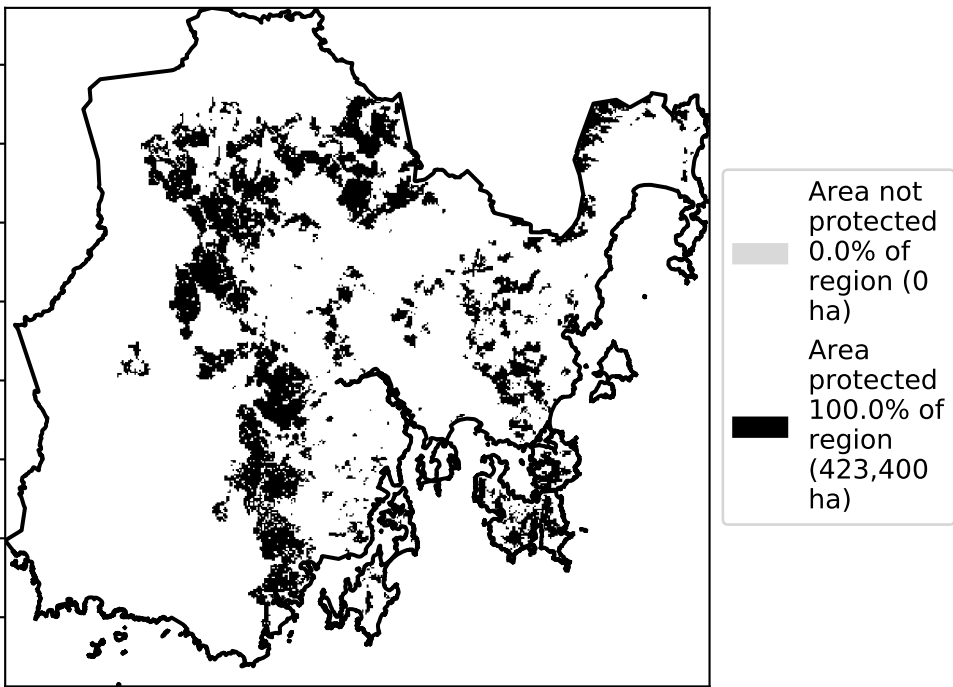 Area not
protected
0.0% of
region (0
ha)
Area
protected
100.0% of
region
(423,400
ha)